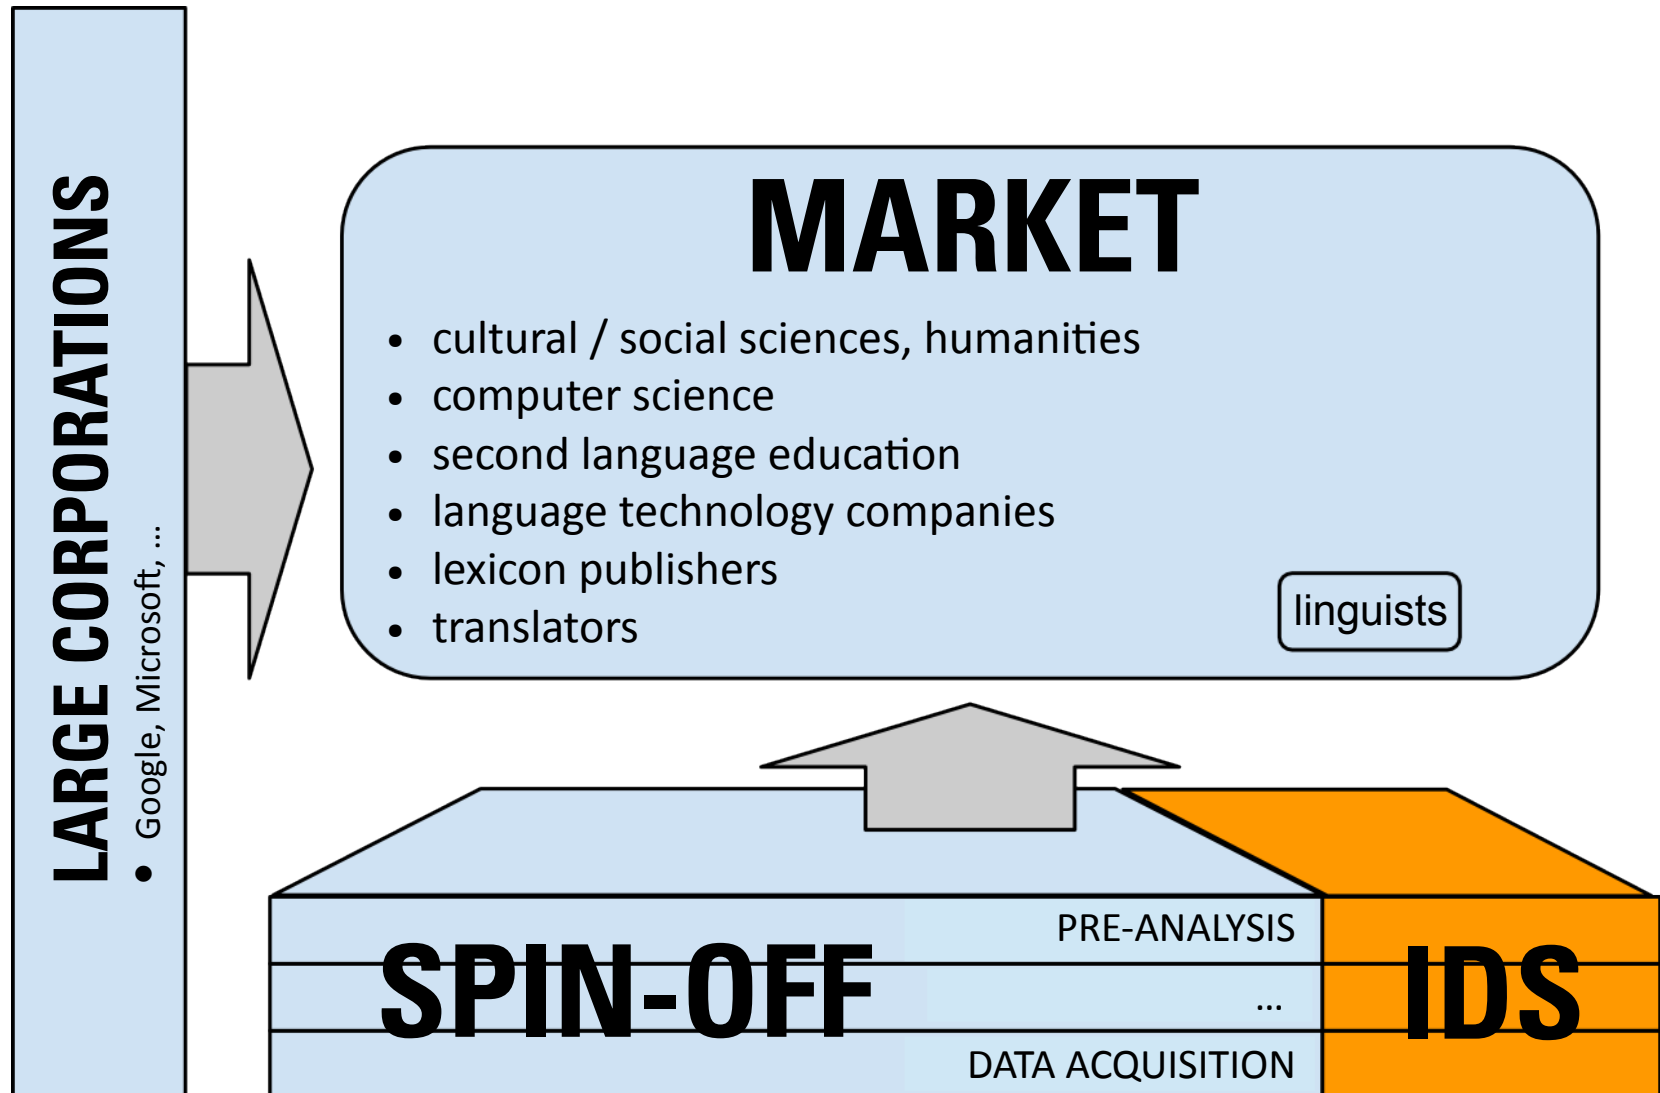 LARGE CORPORATIONS
• Google, Microsoft, ...
MARKET
• cultural / social sciences, humanities
• computer science
• second language education
• language technology companies
• lexicon publishers
• translators
linguists
SPIN-OFF
PRE-ANALYSIS
...
DATA ACQUISITION
IDS